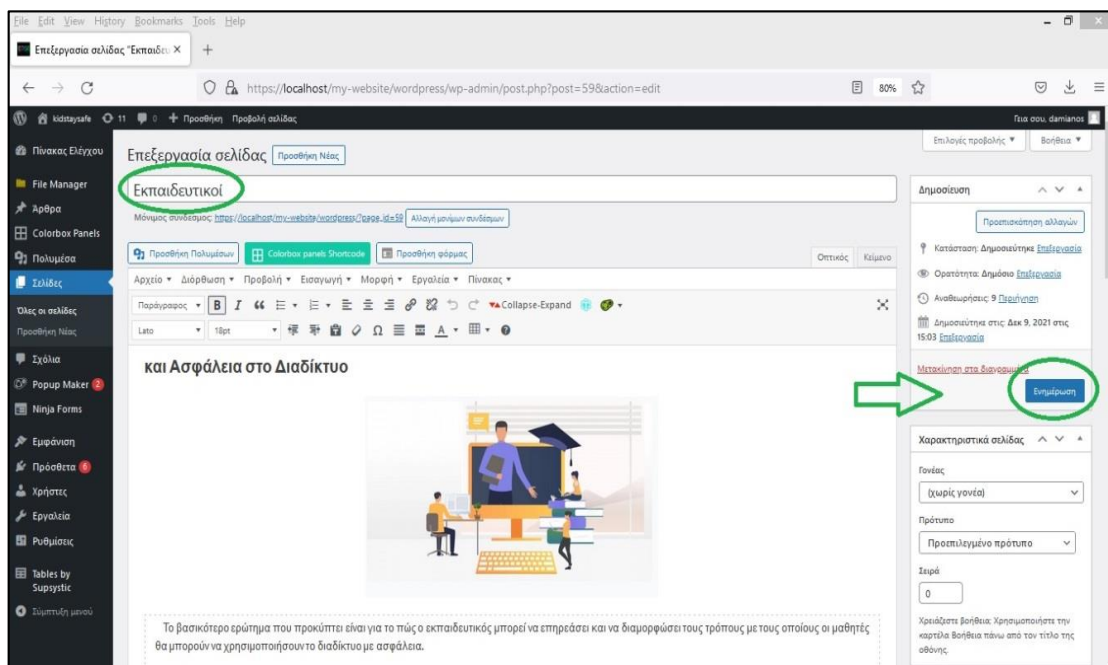 File Edit View History Bookmarks Tools Help
Επεξεργασία σελίδας "Εκπαιδευ ×
https://localhost/my-website/wordpress/wp-admin/post.php?post=59&action=edit 80%
kidstaysafe 11 0 + Προσθήκη Προβολή σελίδας Γεια σου, damianos
Επιλογές προβολής ▼ Βοήθεια ▼
Πίνακας Ελέγχου
File Manager
Άρθρα
Colorbox Panels
Πολυμέσα
Σελίδες
Όλες οι σελίδες
Προσθήκη Νέας
Σχόλια
Popup Maker 2
Ninja Forms
Εμφάνιση
Πρόσθετα 6
Χρήστες
Εργαλεία
Ρυθμίσεις
Tables by
Supsystic
Σύμπτυξη μενού
Επεξεργασία σελίδας Προσθήκη Νέας
Εκπαιδευτικοί
Μόνιμος σύνδεσμος: https://localhost/my-website/wordpress/?page_id=59 Αλλαγή μονίμων συνδέσμων
Προσθήκη Πολυμέσων Colorbox panels Shortcode Προσθήκη φόρμας Οπτικός Κείμενο
Αρχείο Διόρθωση Προβολή Εισαγωγή Μορφή Εργαλεία Πίνακας
Παράγραφος B I Collapse-Expand
Lato 18pt Ω A
και Ασφάλεια στο Διαδίκτυο
Το βασικότερο ερώτημα που προκύπτει είναι για το πώς ο εκπαιδευτικός μπορεί να επηρεάσει και να διαμορφώσει τους τρόπους με τους οποίους οι μαθητές
θα μπορούν να χρησιμοποιήσουν το διαδίκτυο με ασφάλεια.
Δημοσίευση
Προεπισκόπηση αλλαγών
Κατάσταση: Δημοσιεύτηκε Επεξεργασία
Ορατότητα: Δημόσιο Επεξεργασία
Αναθεωρήσεις: 9 Περιήγηση
Δημοσιεύτηκε στις: Δεκ 9, 2021 στις
15:03 Επεξεργασία
Μετακίνηση στα διαγραμμένα
Ενημέρωση
Χαρακτηριστικά σελίδας
Γονέας
(χωρίς γονέα)
Πρότυπο
Προεπιλεγμένο πρότυπο
Σειρά
0
Χρειάζεστε βοήθεια; Χρησιμοποιήστε την
καρτέλα Βοήθεια πάνω από τον τίτλο της
οθόνης.